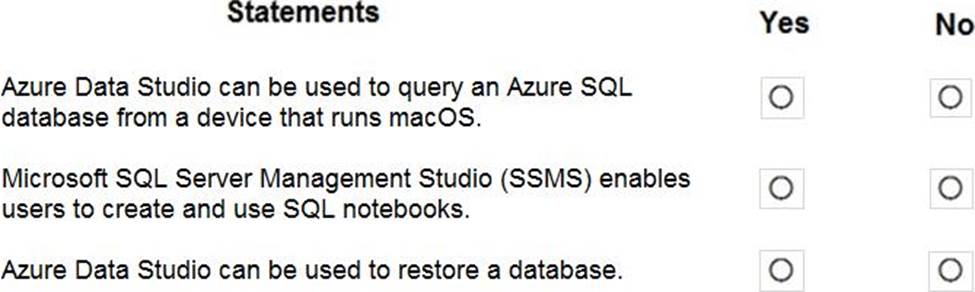 Statements Yes No
Azure Data Studio can be used to query an Azure SQL
database from a device that runs macOS.
Microsoft SQL Server Management Studio (SSMS) enables
users to create and use SQL notebooks.
Azure Data Studio can be used to restore a database.